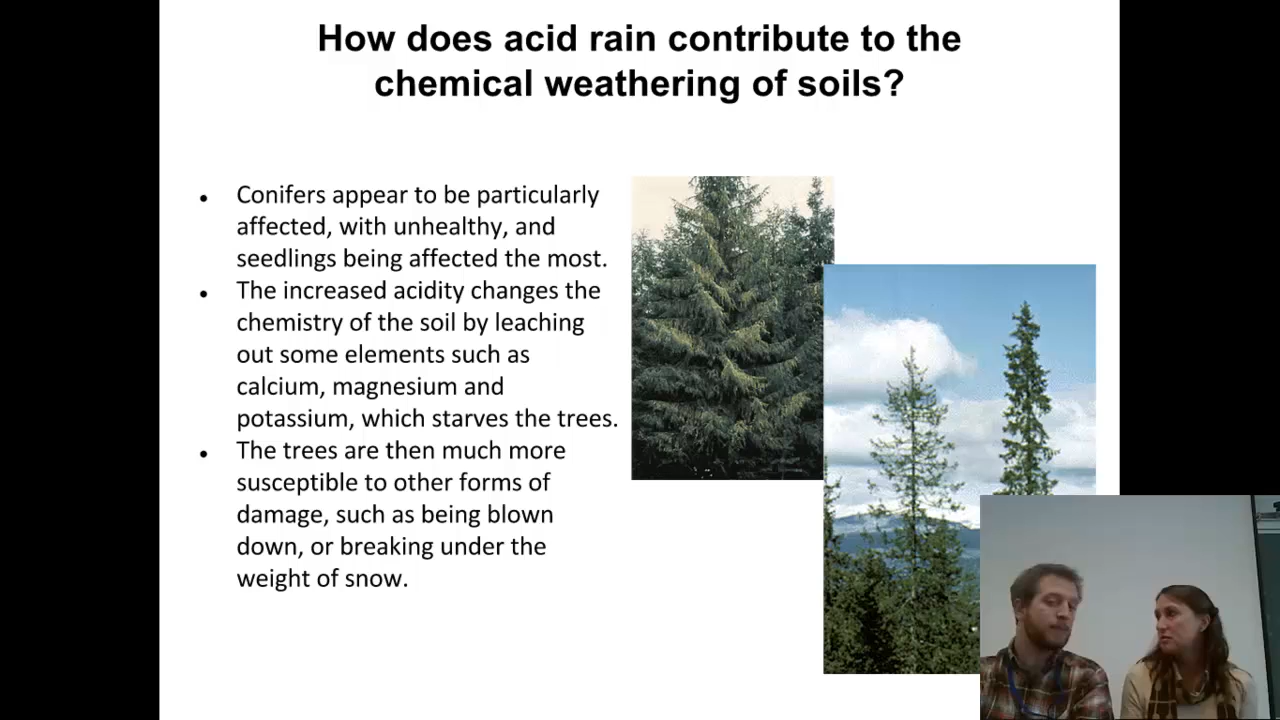 How does acid rain contribute to the
chemical weathering of soils?
• Conifers appear to be particularly
affected, with unhealthy, and
seedlings being affected the most.
• The increased acidity changes the
chemistry of the soil by leaching
out some elements such as
calcium, magnesium and
potassium, which starves the trees.
• The trees are then much more
susceptible to other forms of
damage, such as being blown
down, or breaking under the
weight of snow.